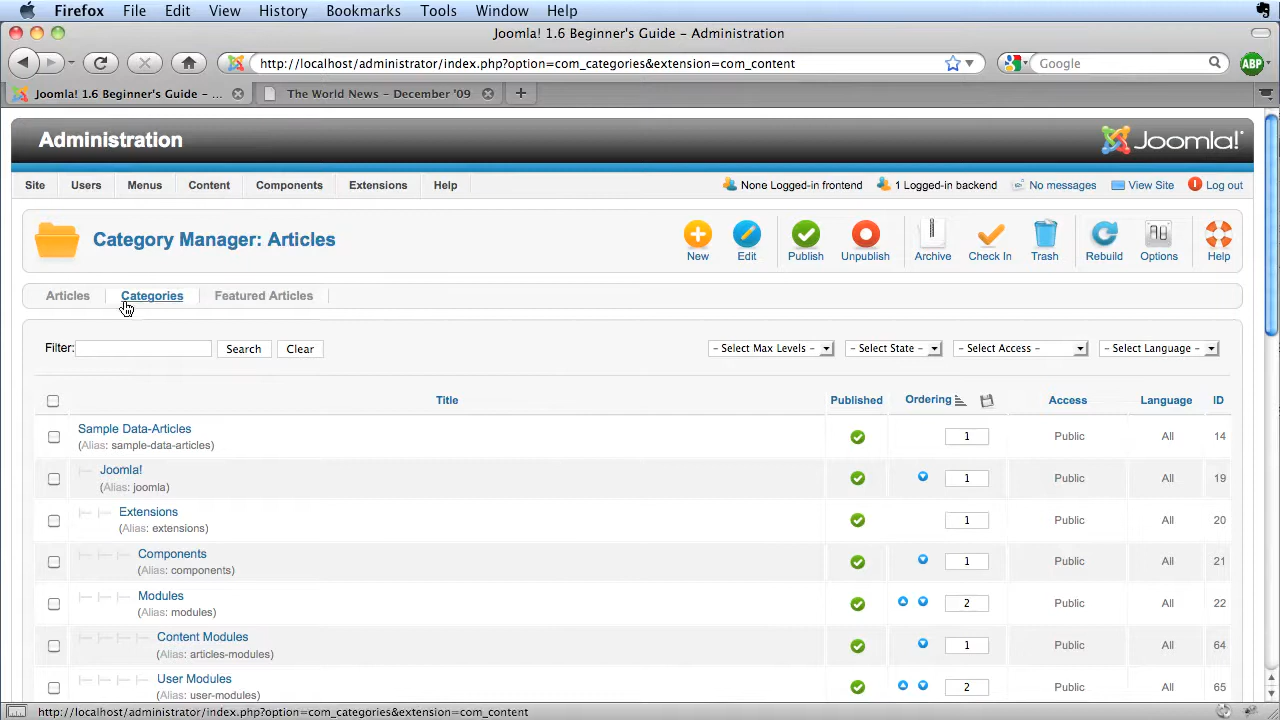 Firefox File Edit View History Bookmarks Tools Window Help
Joomla! 1.6 Beginner's Guide – Administration
http://localhost/administrator/index.php?option=com_categories&extension=com_content
Google
ABP
Joomla! 1.6 Beginner's Guide – ...
The World News – December '09
Administration
Joomla!
Site Users Menus Content Components Extensions Help
None Logged-in frontend 1 Logged-in backend No messages View Site Log out
Category Manager: Articles
New Edit Publish Unpublish Archive Check In Trash Rebuild Options Help
Articles Categories Featured Articles
Filter: Search Clear – Select Max Levels – – Select State – – Select Access – – Select Language –
Title Published Ordering Access Language ID
Sample Data-Articles 1 Public All 14
(Alias: sample-data-articles)
Joomla! 1 Public All 19
(Alias: joomla)
Extensions 1 Public All 20
(Alias: extensions)
Components 1 Public All 21
(Alias: components)
Modules 2 Public All 22
(Alias: modules)
Content Modules 1 Public All 64
(Alias: articles-modules)
User Modules 2 Public All 65
(Alias: user-modules)
http://localhost/administrator/index.php?option=com_categories&extension=com_content